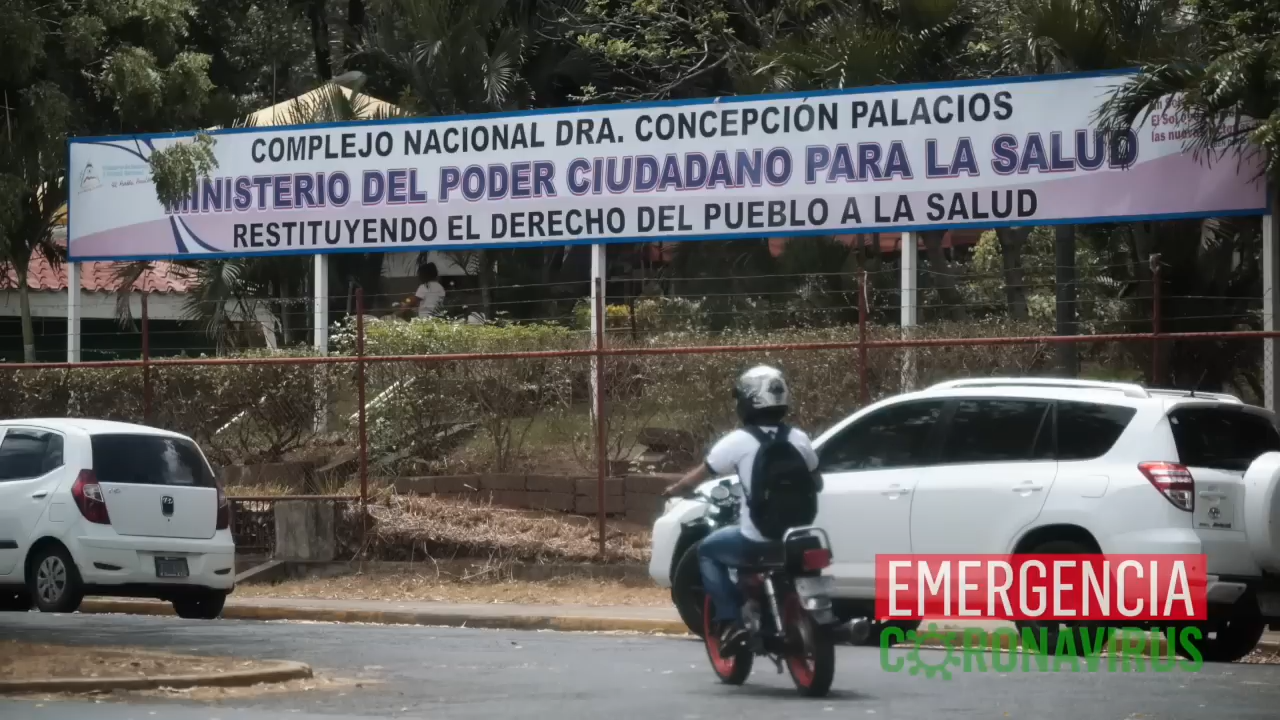 COMPLEJO NACIONAL DRA. CONCEPCIÓN PALACIOS
MINISTERIO DEL PODER CIUDADANO PARA LA SALUD
RESTITUYENDO EL DERECHO DEL PUEBLO A LA SALUD
EMERGENCIA
CORONAVIRUS